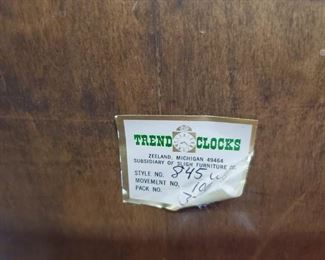 TREND CLOCKS
ZEELAND, MICHIGAN 49464
SUBSIDIARY OF SLIGH FURNITURE CO.
STYLE NO. 845
MOVEMENT NO.
PACK NO.